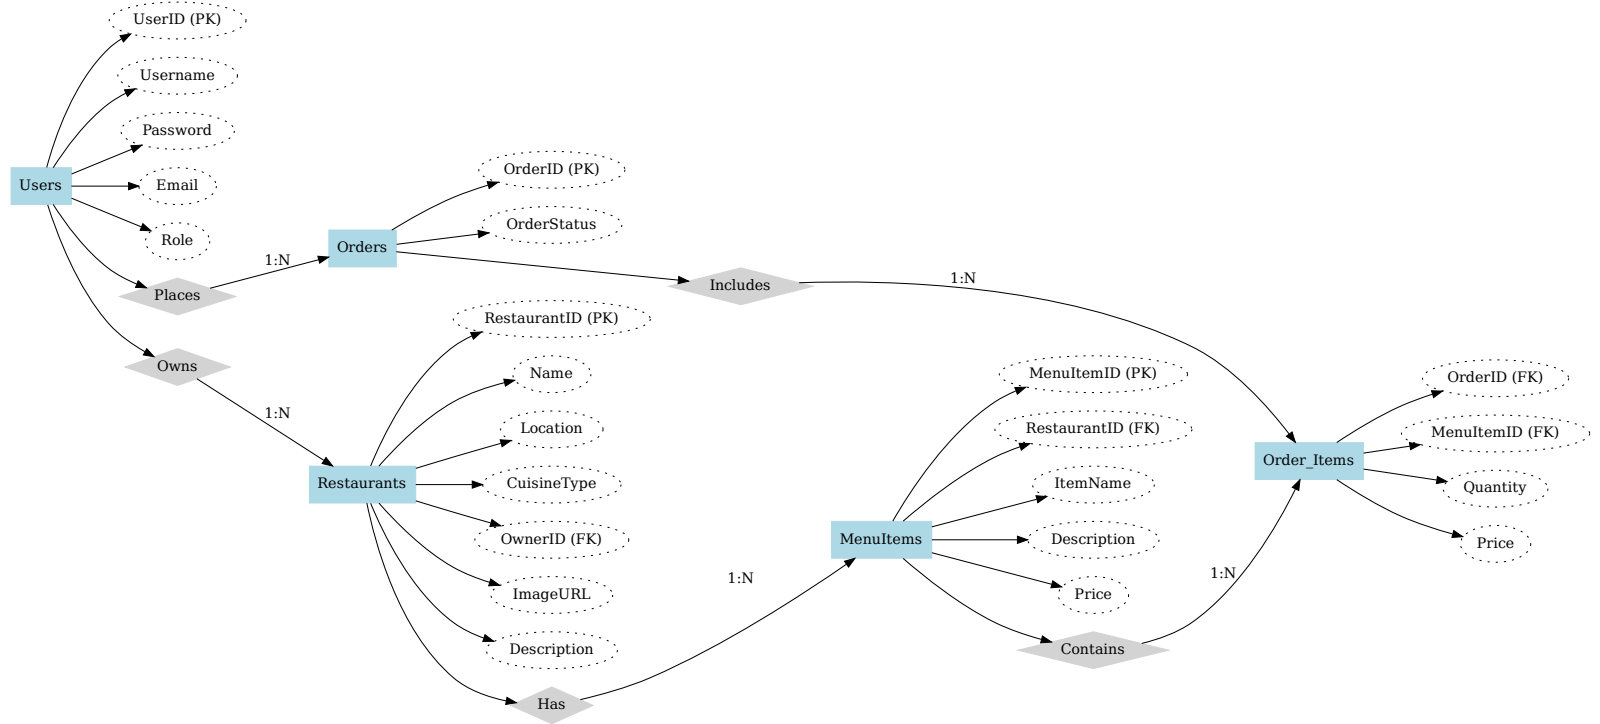 UserID (PK)
Username
Password
Email
Role
Users
Places
1:N
Owns
1:N
Orders
OrderID (PK)
OrderStatus
Includes
1:N
RestaurantID (PK)
Name
Location
CuisineType
OwnerID (FK)
ImageURL
Description
Restaurants
Has
1:N
MenuItems
MenuItemID (PK)
RestaurantID (FK)
ItemName
Description
Price
Contains
1:N
Order_Items
OrderID (FK)
MenuItemID (FK)
Quantity
Price